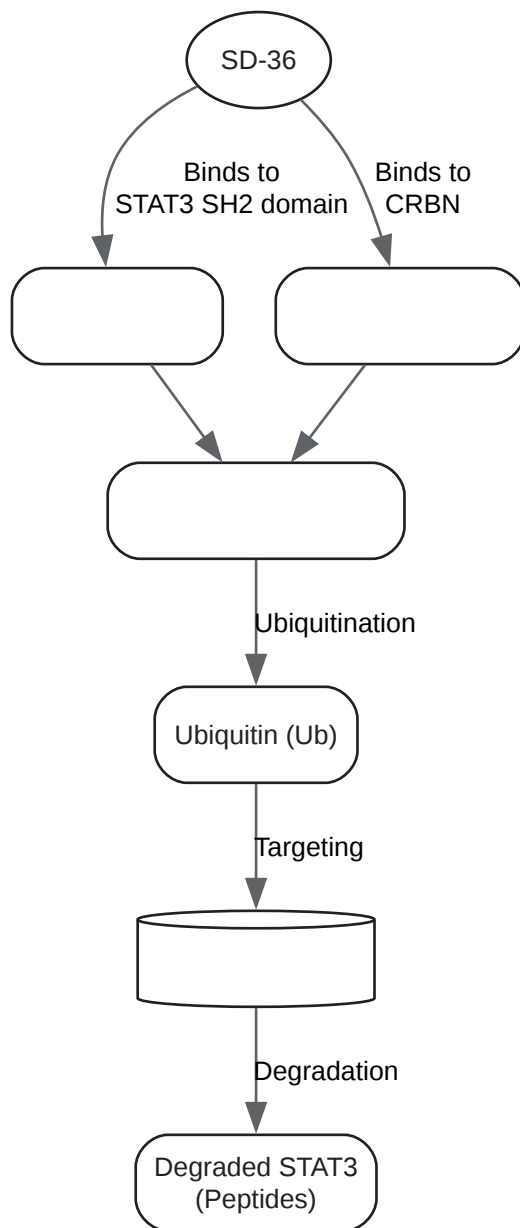 SD-36
Binds to
STAT3 SH2 domain
Binds to
CRBN
Ubiquitination
Ubiquitin (Ub)
Targeting
Degradation
Degraded STAT3
(Peptides)